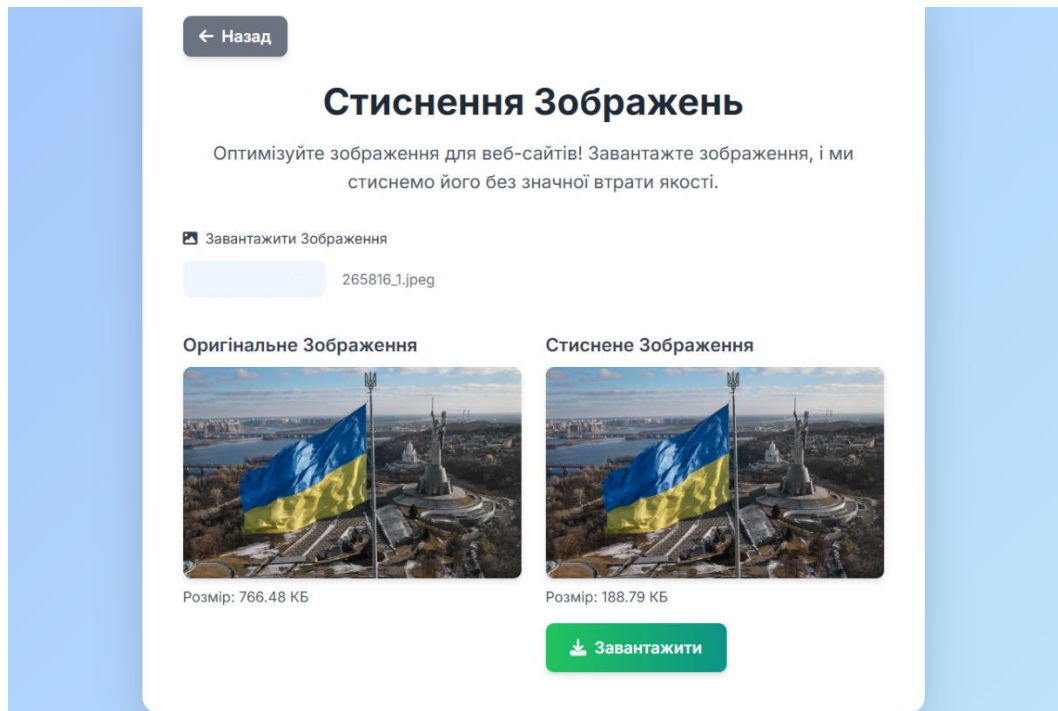 Назад
Стиснення Зображень
Оптимізуйте зображення для веб-сайтів! Завантажте зображення, і ми
стиснемо його без значної втрати якості.
Завантажити Зображення
265816_1.jpeg
Оригінальне Зображення
Стиснене Зображення
Розмір: 766.48 КБ
Розмір: 188.79 КБ
Завантажити